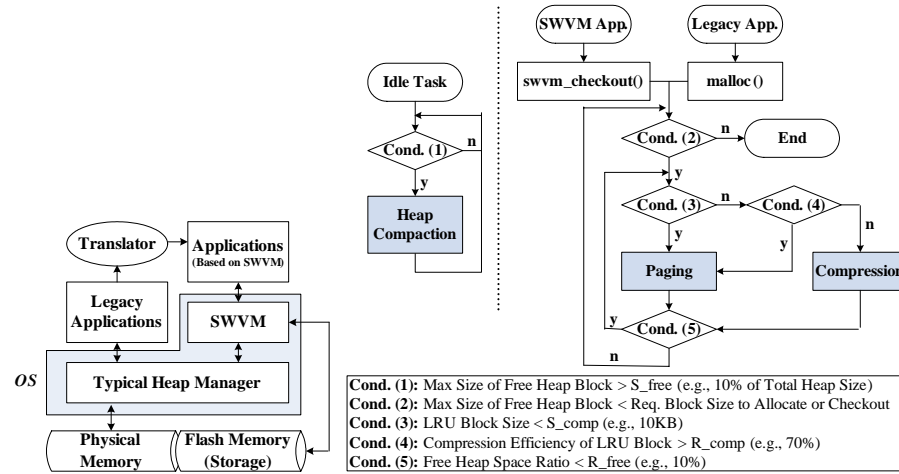 Translator
Applications
(Based on SWVM)
Legacy
Applications
SWVM
OS
Typical Heap Manager
Physical
Memory
Flash Memory
(Storage)
Idle Task
Cond. (1)
n
y
Heap
Compaction
SWVM
App.
Legacy App.
swvm_checkout()
malloc()
Cond. (2)
n
End
y
Cond. (3)
n
Cond. (4)
y
y
n
Paging
Compression
y
Cond. (5)
n
Cond. (1): Max Size of Free Heap Block > S_free (e.g., 10% of Total Heap Size)
Cond. (2): Max Size of Free Heap Block < Req. Block Size to Allocate or Checkout
Cond. (3): LRU Block Size < S_comp (e.g., 10KB)
Cond. (4): Compression Efficiency of LRU Block > R_comp (e.g., 70%)
Cond. (5): Free Heap Space Ratio < R_free (e.g., 10%)